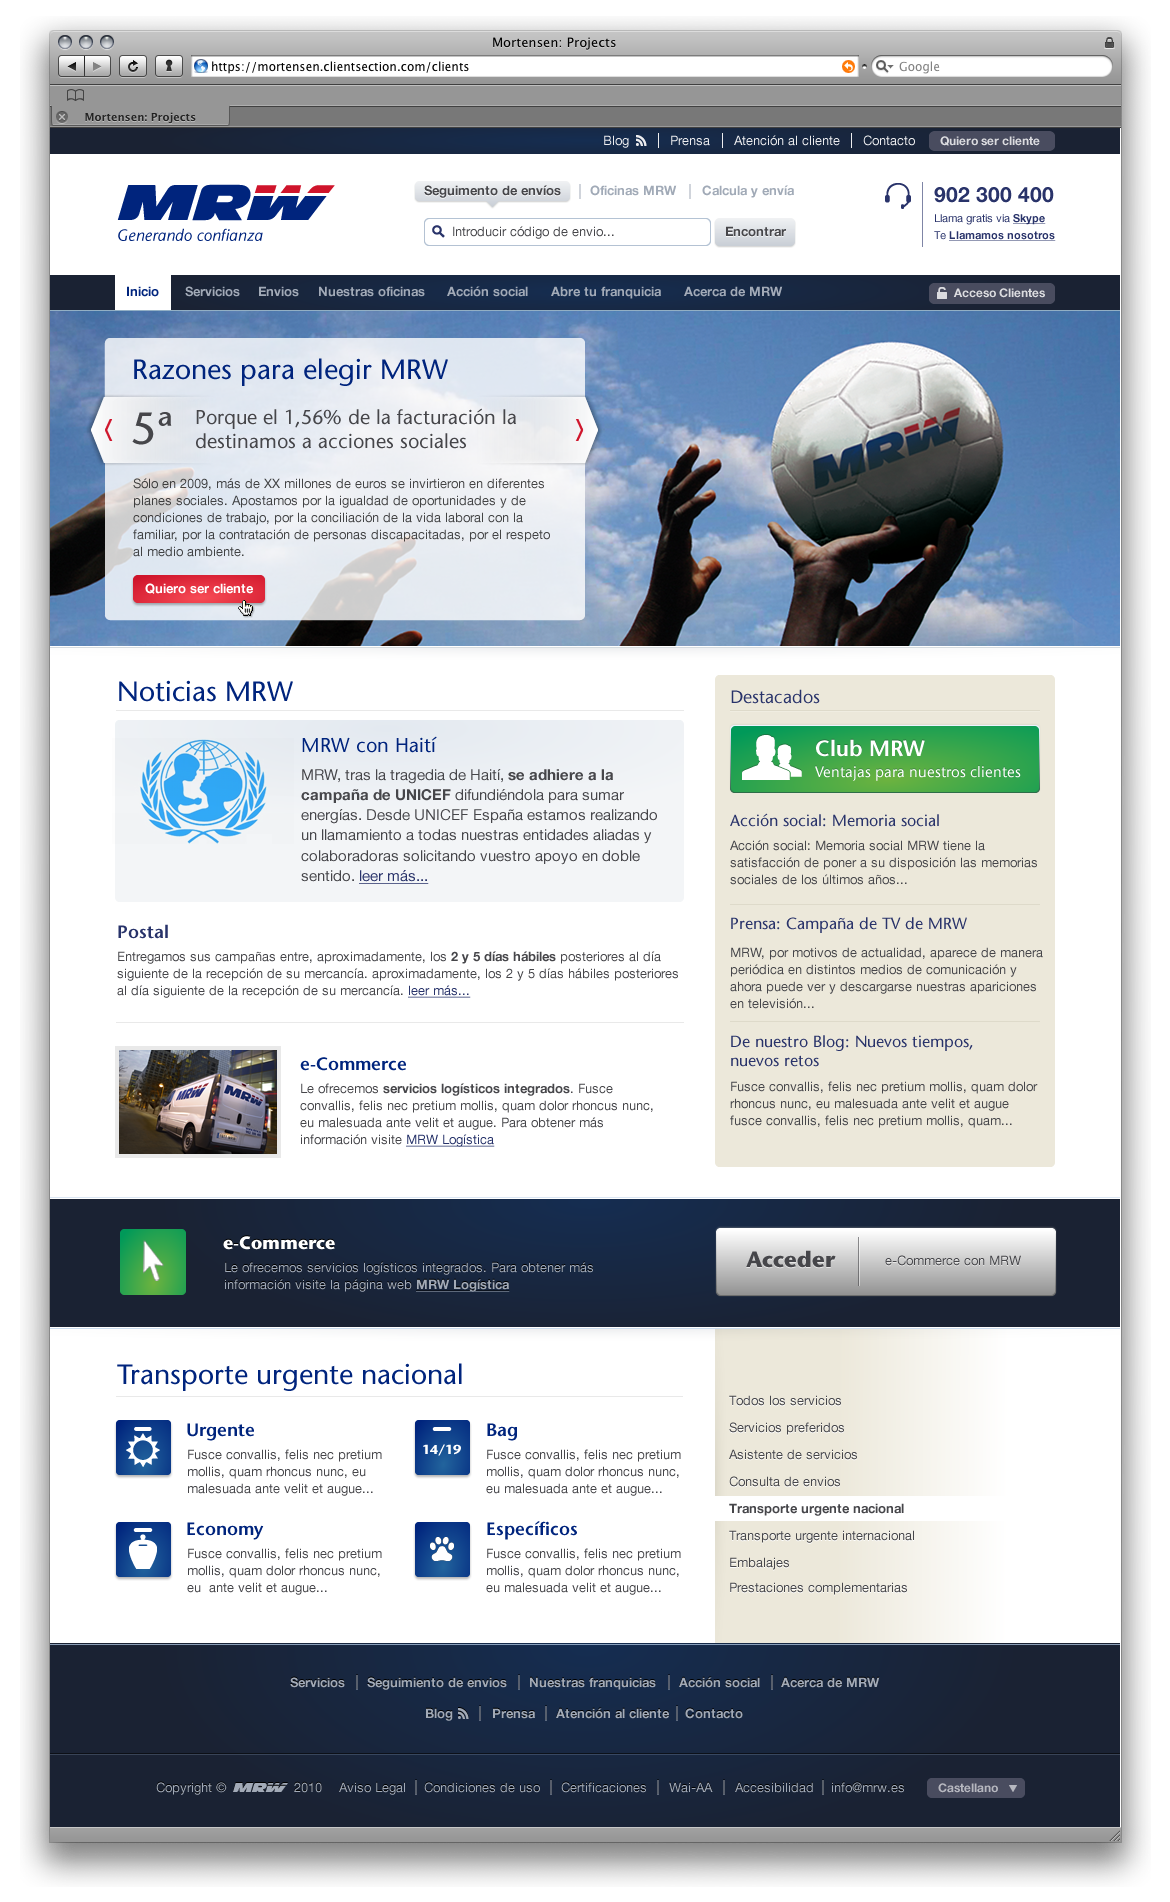 Mortensen: Projects
https://mortensen.clientsection.com/clients
Google
Mortensen: Projects
Blog
Prensa
Atención al cliente
Contacto
Quiero ser cliente
MRW
Generando confianza
Seguimento de envíos
Oficinas MRW
Calcula y envía
Introducir código de envio...
Encontrar
902 300 400
Llama gratis via Skype
Te Llamamos nosotros
Inicio
Servicios
Envios
Nuestras oficinas
Acción social
Abre tu franquicia
Acerca de MRW
Acceso Clientes
Razones para elegir MRW
5ª
Porque el 1,56% de la facturación la
destinamos a acciones sociales
Sólo en 2009, más de XX millones de euros se invirtieron en diferentes
planes sociales. Apostamos por la igualdad de oportunidades y de
condiciones de trabajo, por la conciliación de la vida laboral con la
familiar, por la contratación de personas discapacitadas, por el respeto
al medio ambiente.
Quiero ser cliente
MRW
Noticias MRW
MRW con Haití
MRW, tras la tragedia de Haití, se adhiere a la
campaña de UNICEF difundiéndola para sumar
energías. Desde UNICEF España estamos realizando
un llamamiento a todas nuestras entidades aliadas y
colaboradoras solicitando vuestro apoyo en doble
sentido. leer más...
Postal
Entregamos sus campañas entre, aproximadamente, los 2 y 5 días hábiles posteriores al día
siguiente de la recepción de su mercancía. aproximadamente, los 2 y 5 días hábiles posteriores
al día siguiente de la recepción de su mercancía. leer más...
MRW
MRW
e-Commerce
Le ofrecemos servicios logísticos integrados. Fusce
convallis, felis nec pretium mollis, quam dolor rhoncus nunc,
eu malesuada ante velit et augue. Para obtener más
información visite MRW Logística
Destacados
Club MRW
Ventajas para nuestros clientes
Acción social: Memoria social
Acción social: Memoria social MRW tiene la
satisfacción de poner a su disposición las memorias
sociales de los últimos años...
Prensa: Campaña de TV de MRW
MRW, por motivos de actualidad, aparece de manera
periódica en distintos medios de comunicación y
ahora puede ver y descargarse nuestras apariciones
en televisión...
De nuestro Blog: Nuevos tiempos,
nuevos retos
Fusce convallis, felis nec pretium mollis, quam dolor
rhoncus nunc, eu malesuada ante velit et augue
fusce convallis, felis nec pretium mollis, quam...
e-Commerce
Le ofrecemos servicios logísticos integrados. Para obtener más
información visite la página web MRW Logística
Acceder
e-Commerce con MRW
Transporte urgente nacional
Urgente
Fusce convallis, felis nec pretium
mollis, quam rhoncus nunc, eu
malesuada ante velit et augue...
14/19
Bag
Fusce convallis, felis nec pretium
mollis, quam dolor rhoncus nunc,
eu malesuada ante et augue...
Economy
Fusce convallis, felis nec pretium
mollis, quam dolor rhoncus nunc,
eu ante velit et augue...
Específicos
Fusce convallis, felis nec pretium
mollis, quam dolor rhoncus nunc,
eu malesuada velit et augue...
Todos los servicios
Servicios preferidos
Asistente de servicios
Consulta de envios
Transporte urgente nacional
Transporte urgente internacional
Embalajes
Prestaciones complementarias
Servicios
Seguimiento de envios
Nuestras franquicias
Acción social
Acerca de MRW
Blog
Prensa
Atención al cliente
Contacto
Copyright © MRW 2010
Aviso Legal
Condiciones de uso
Certificaciones
Wai-AA
Accesibilidad
info@mrw.es
Castellano